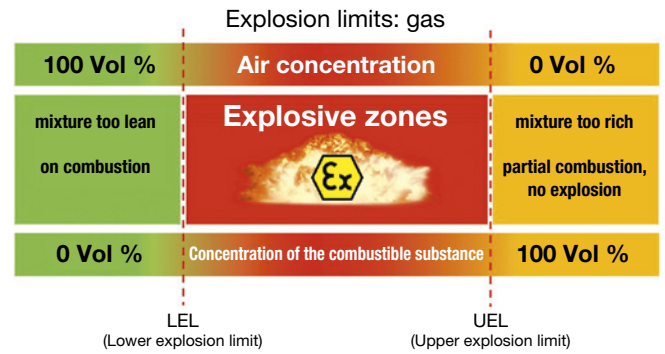 Explosion limits: gas
100 Vol %
Air concentration
0 Vol %
mixture too lean
on combustion
Explosive zones
Ex
mixture too rich
partial combustion,
no explosion
0 Vol %
Concentration of the combustible substance
100 Vol %
LEL
(Lower explosion limit)
UEL
(Upper explosion limit)